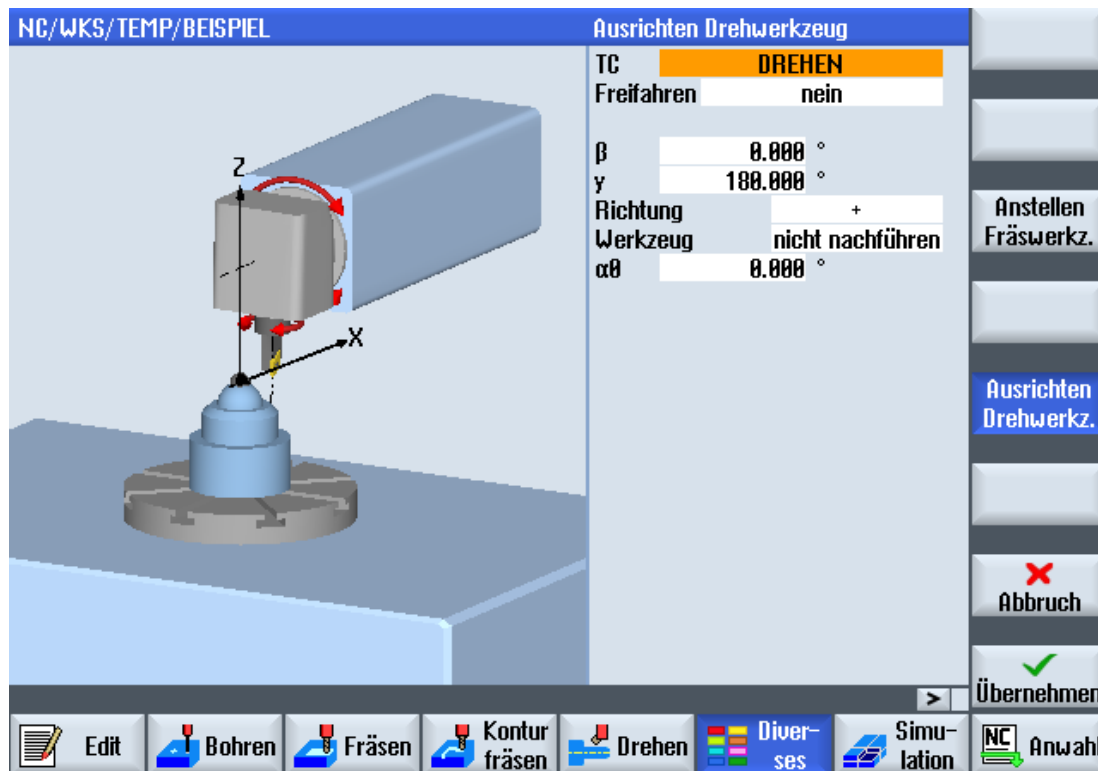 NC/WKS/TEMP/BEISPIEL
Ausrichten Drehwerkzeug
TC DREHEN
Freifahren nein
β 0.000 °
γ 180.000 °
Richtung +
Werkzeug nicht nachführen
α0 0.000 °
Z
X
Anstellen
Fräswerkz.
Ausrichten
Drehwerkz.
Abbruch
Übernehmen
>
Edit
Bohren
Fräsen
Kontur
fräsen
Drehen
Diver-
ses
Simu-
lation
NC
Anwahl